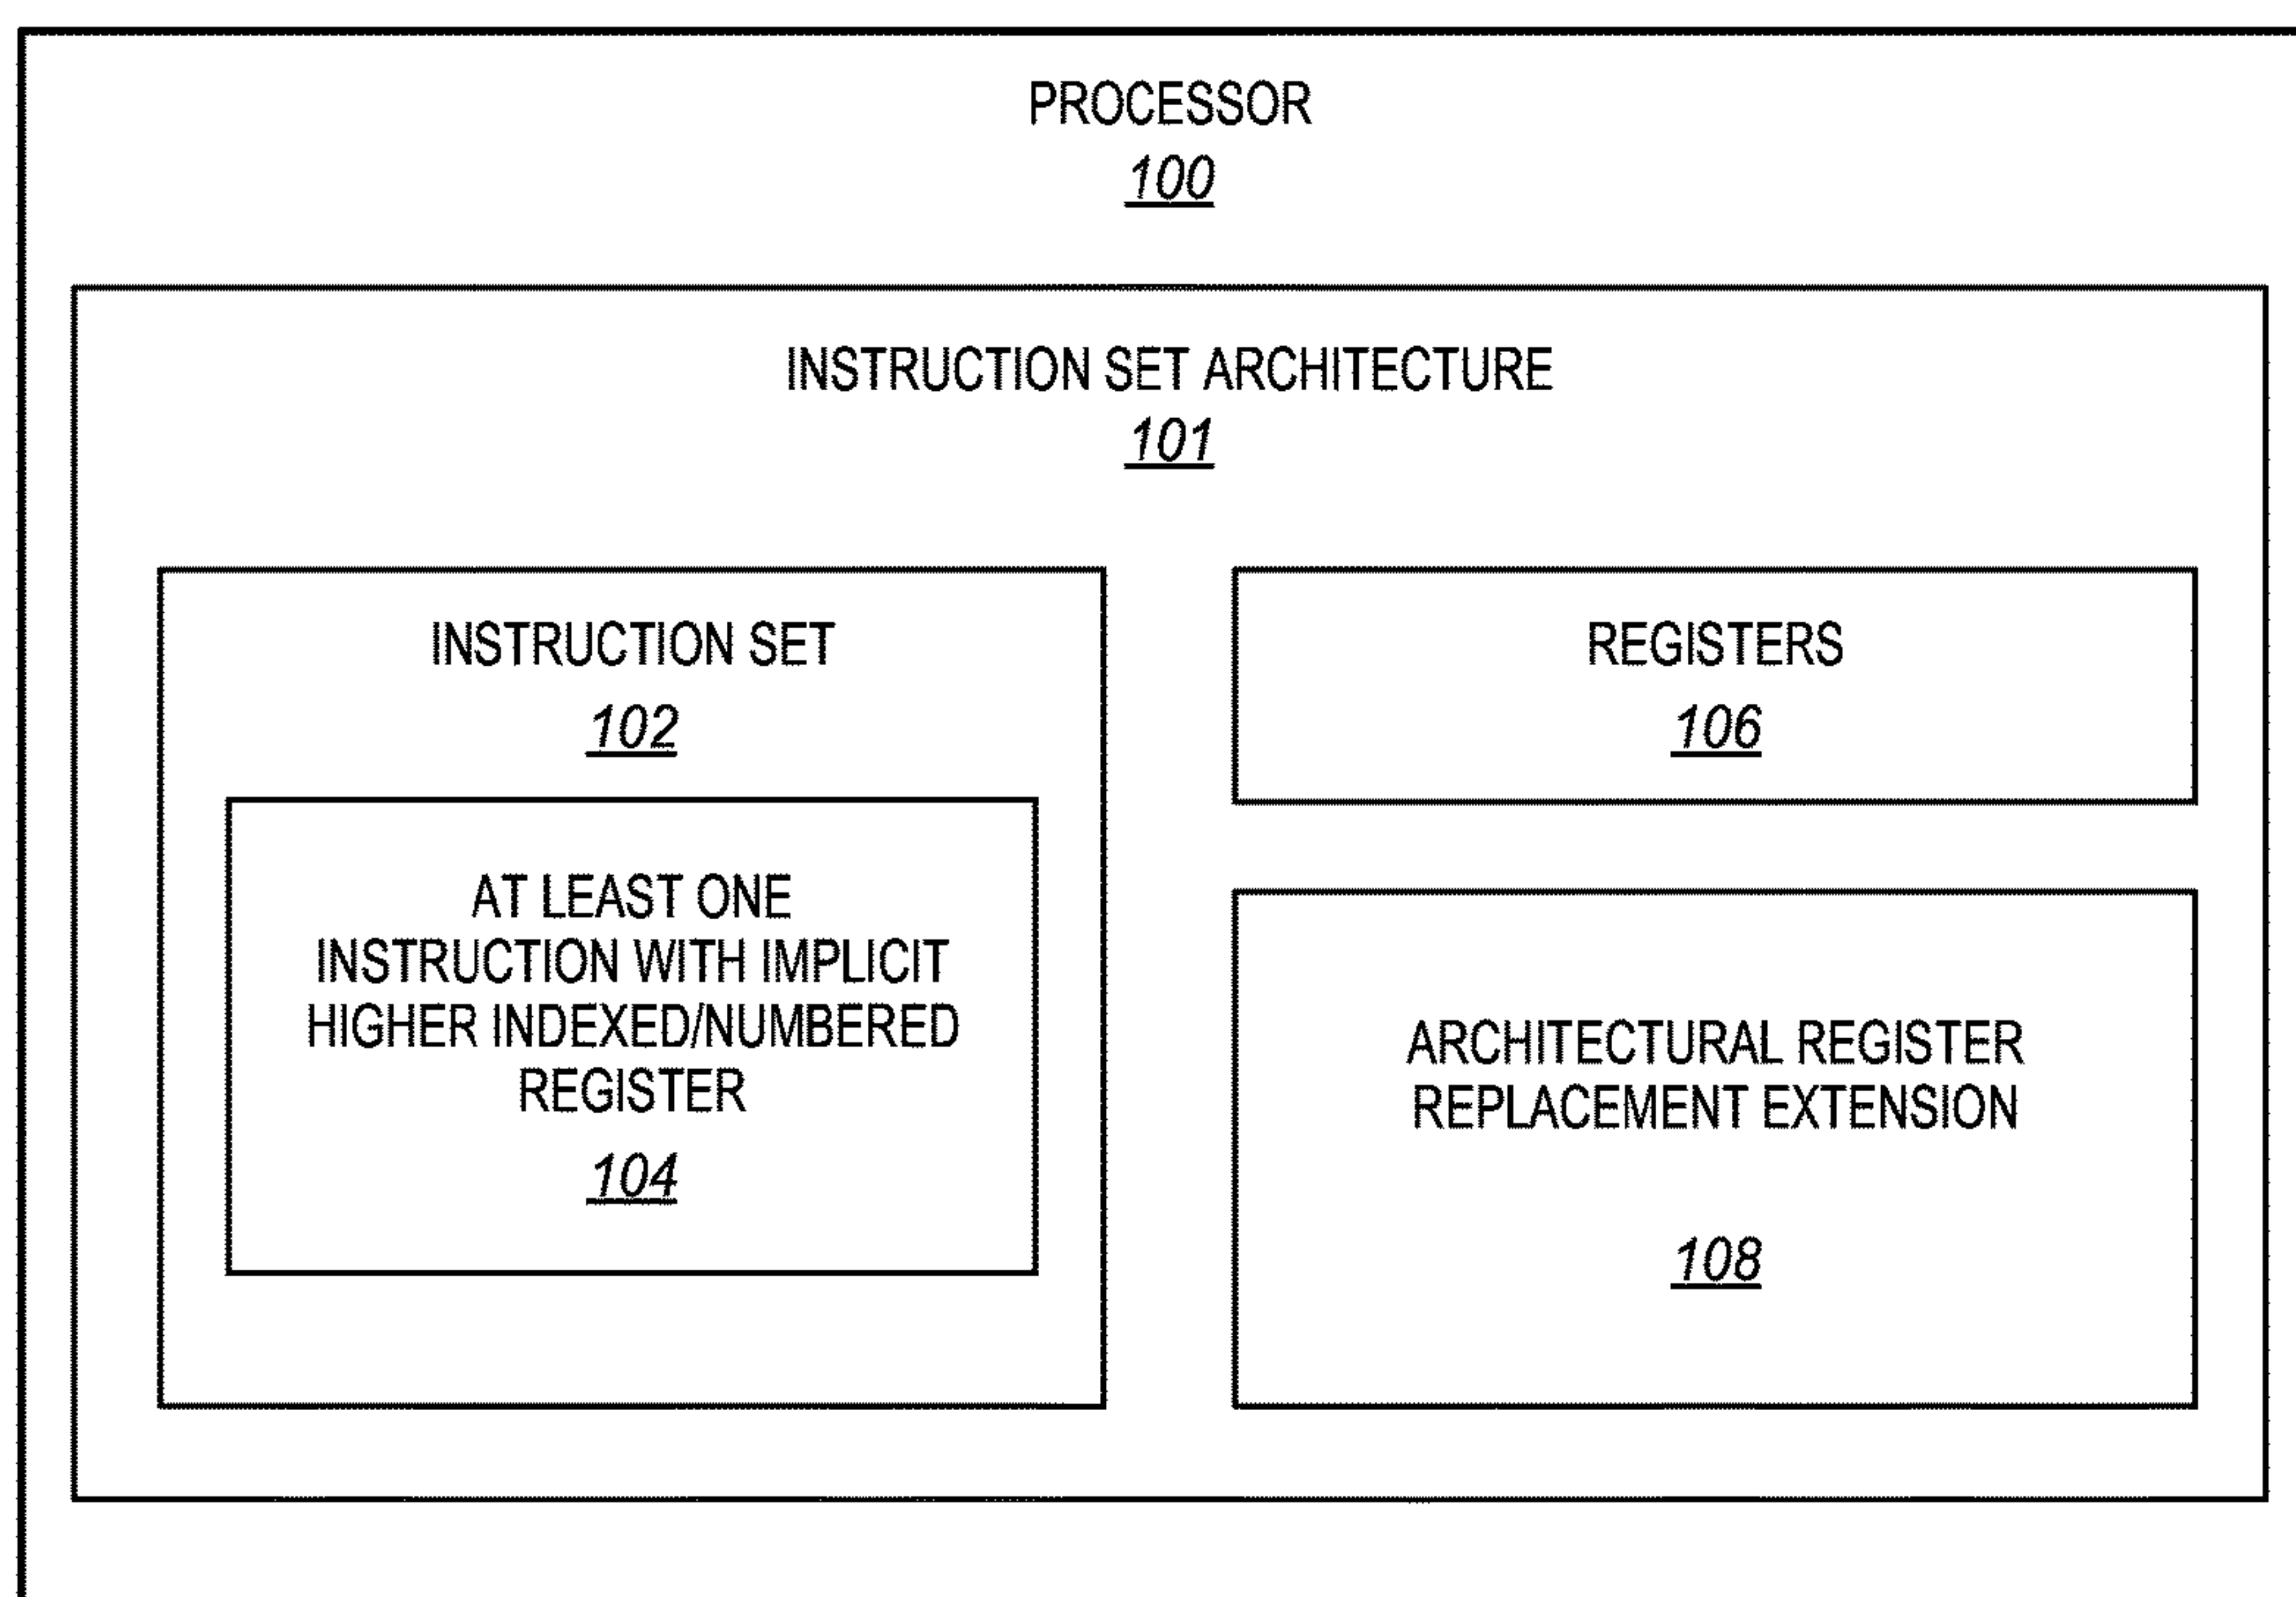 PROCESSOR
100
INSTRUCTION SET ARCHITECTURE
101
INSTRUCTION SET
102
AT LEAST ONE
INSTRUCTION WITH IMPLICIT
HIGHER INDEXED/NUMBERED
REGISTER
104
REGISTERS
106
ARCHITECTURAL REGISTER
REPLACEMENT EXTENSION
108